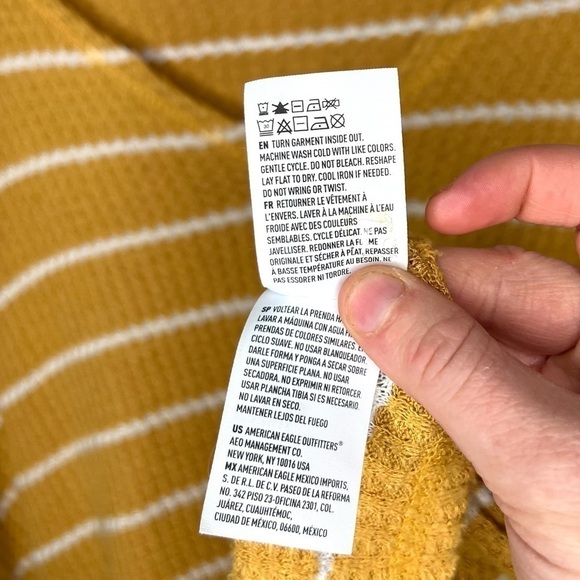 EN TURN GARMENT INSIDE OUT.
MACHINE WASH COLD WITH LIKE COLORS.
GENTLE CYCLE. DO NOT BLEACH. RESHAPE
LAY FLAT TO DRY. COOL IRON IF NEEDED.
DO NOT WRING OR TWIST.
FR RETOURNER LE VÊTEMENT À
L'ENVERS. LAVER À LA MACHINE À L'EAU
FROIDE AVEC DES COULEURS
SEMBLABLES. CYCLE DÉLICAT. NE PAS
JAVELLISER. REDONNER LA FORME
ORIGINALE ET SÉCHER À PLAT. REPASSER
À BASSE TEMPÉRATURE AU BESOIN. NE
PAS ESSORER NI TORDRE.
SP VOLTEAR LA PRENDA
LAVAR A MÁQUINA CON AGUA
PRENDAS DE COLORES SIMILARES.
CICLO SUAVE. NO USAR BLANQUEADOR.
DARLE FORMA Y PONGA A SECAR SOBRE
UNA SUPERFICIE PLANA. NO USAR
SECADORA. NO EXPRIMIR NI RETORCER
USAR PLANCHA TIBIA SI ES NECESARIO
NO LAVAR EN SECO.
MANTENER LEJOS DEL FUEGO
US AMERICAN EAGLE OUTFITTERS®
AEO MANAGEMENT CO.
NEW YORK, NY 10016 USA
MX AMERICAN EAGLE MEXICO IMPORTS,
S. DE R.L. DE C.V. PASEO DE LA REFORMA
NO. 342 PISO 23-OFICINA 2301, COL.
JUÁREZ, CUAUHTÉMOC,
CIUDAD DE MÉXICO, 06600, MÉXICO